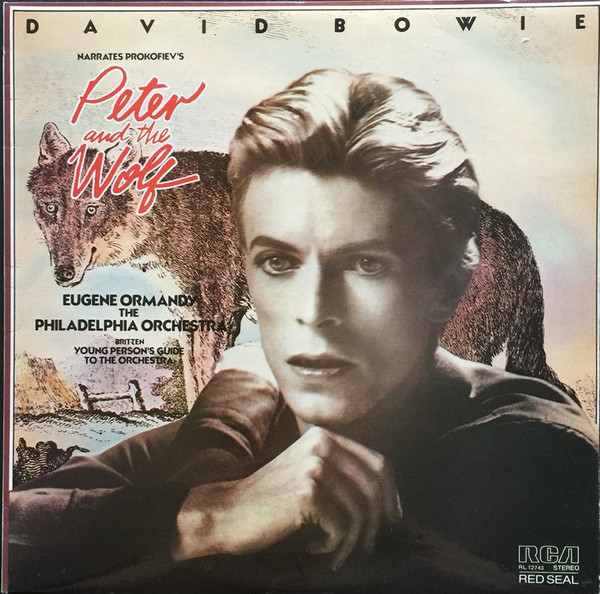 DAVID BOWIE
NARRATES PROKOFIEV'S
Peter
and the
Wolf
EUGENE ORMANDY
THE
PHILADELPHIA ORCHESTRA
BRITTEN
YOUNG PERSON'S GUIDE
TO THE ORCHESTRA
RCA
RL 12743 STEREO
RED SEAL